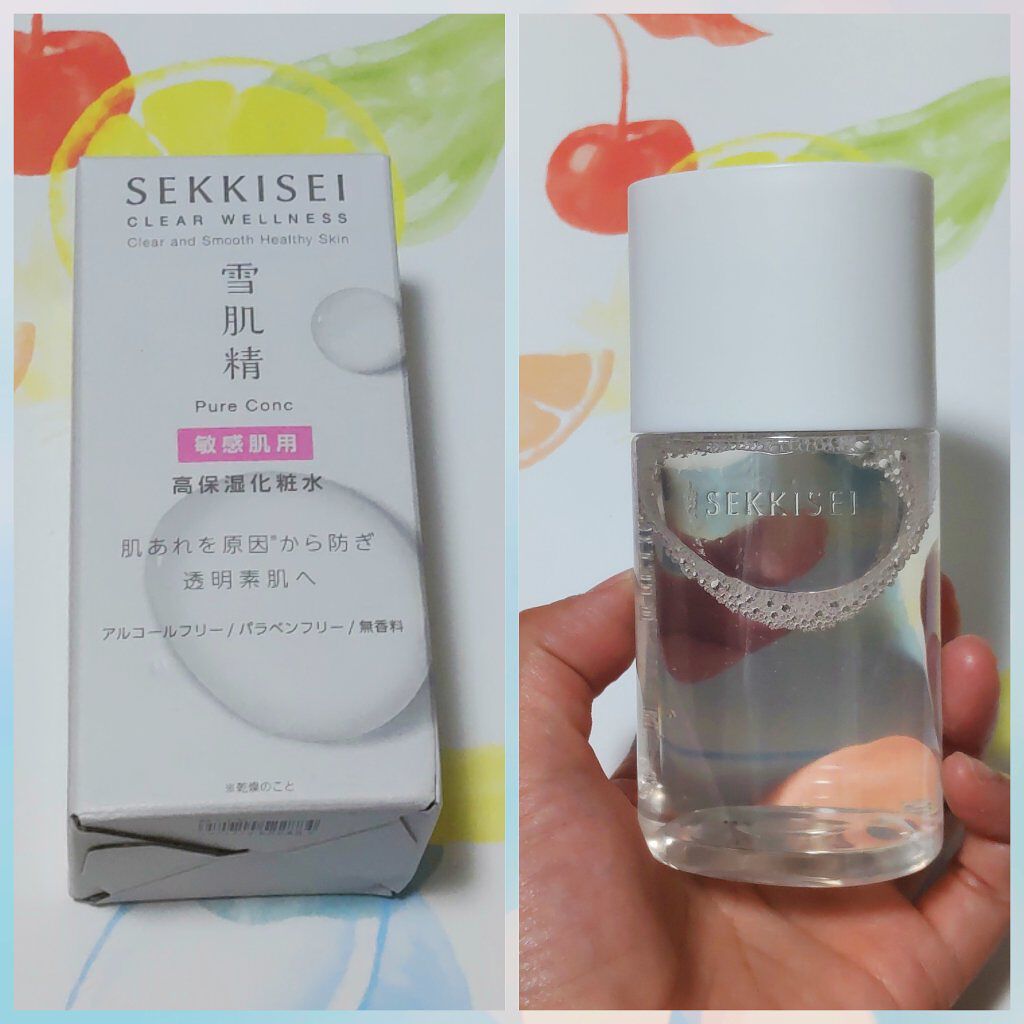 SEKKISEI
CLEAR WELLNESS
Clear and Smooth Healthy Skin
雪肌精
Pure Conc
敏感肌用
高保湿化粧水
肌あれを原因※から防ぎ
透明素肌へ
アルコールフリー/パラベンフリー/無香料
※乾燥のこと
SEKKISEI